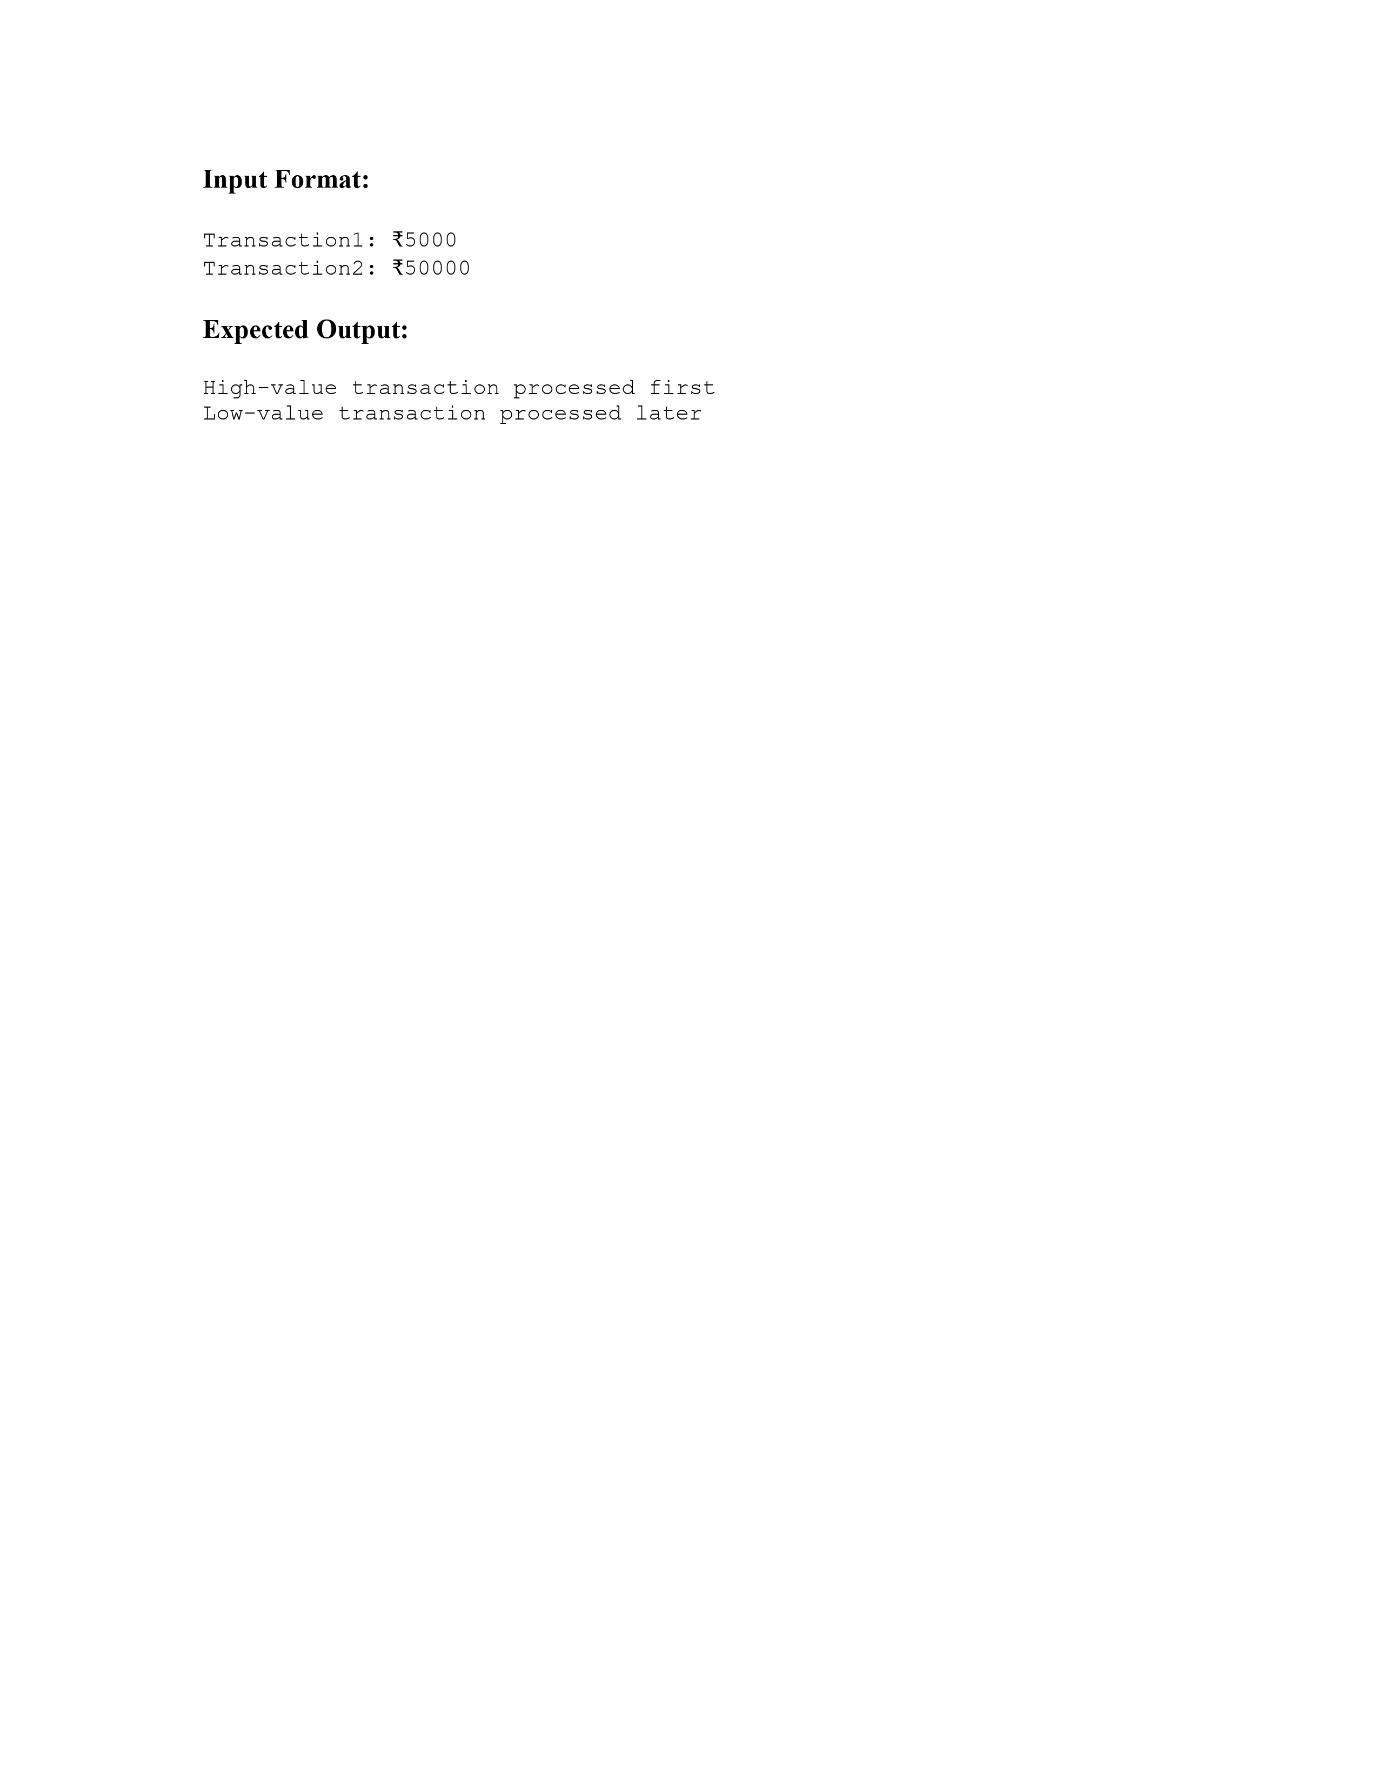 Input Format:
Transaction1: ₹5000
Transaction2: ₹50000
Expected Output:
High-value transaction processed first
Low-value transaction processed later